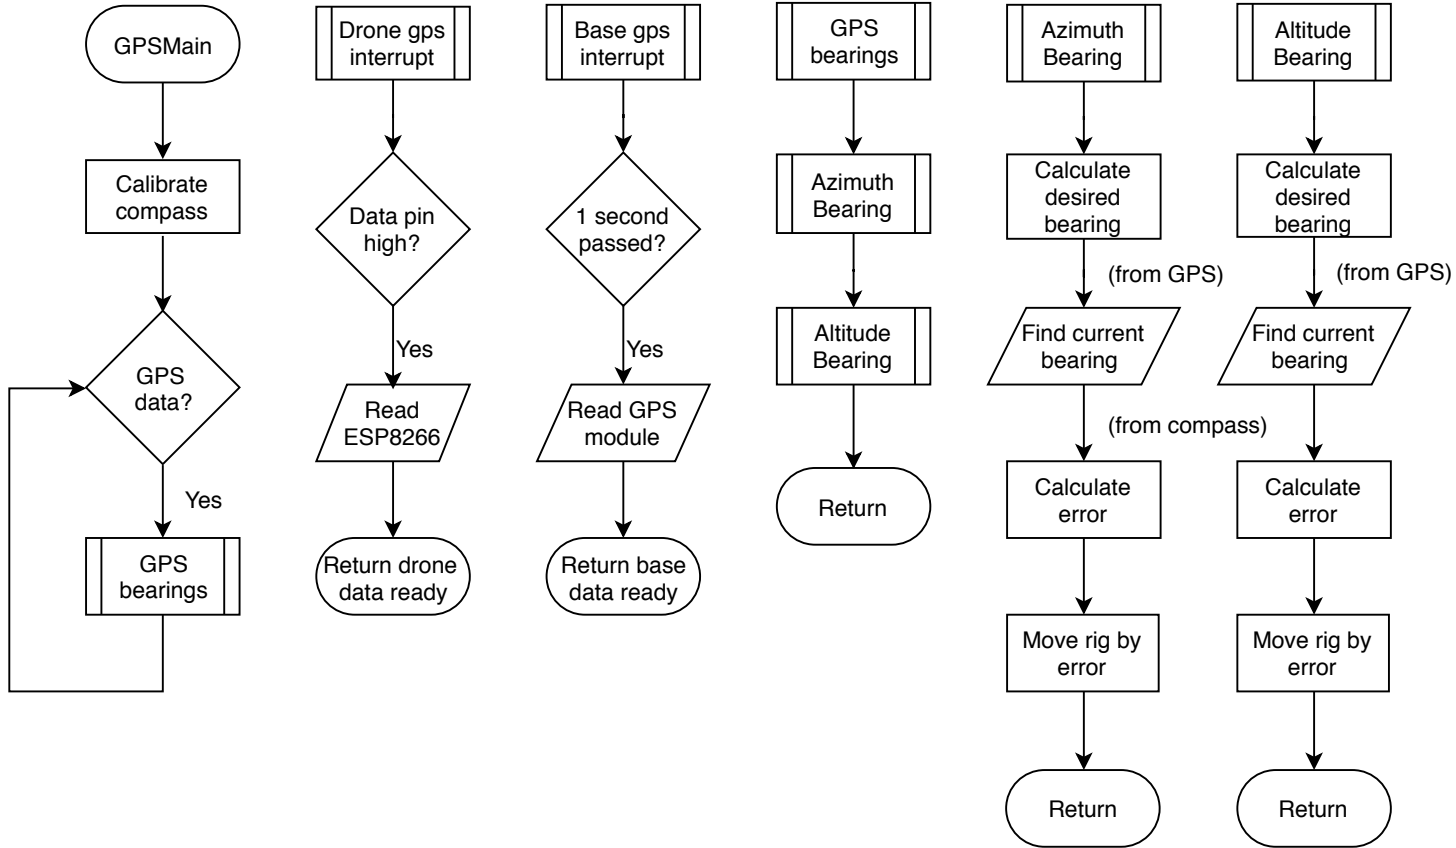 GPSMain
Calibrate
compass
GPS
data?
Yes
GPS
bearings
Drone gps
interrupt
Data pin
high?
Yes
Read
ESP8266
Return drone
data ready
Base gps
interrupt
1 second
passed?
Yes
Read GPS
module
Return base
data ready
GPS
bearings
Azimuth
Bearing
Altitude
Bearing
Return
Azimuth
Bearing
Calculate
desired
bearing
(from GPS)
Find current
bearing
(from compass)
Calculate
error
Move rig by
error
Return
Altitude
Bearing
Calculate
desired
bearing
(from GPS)
Find current
bearing
Calculate
error
Move rig by
error
Return